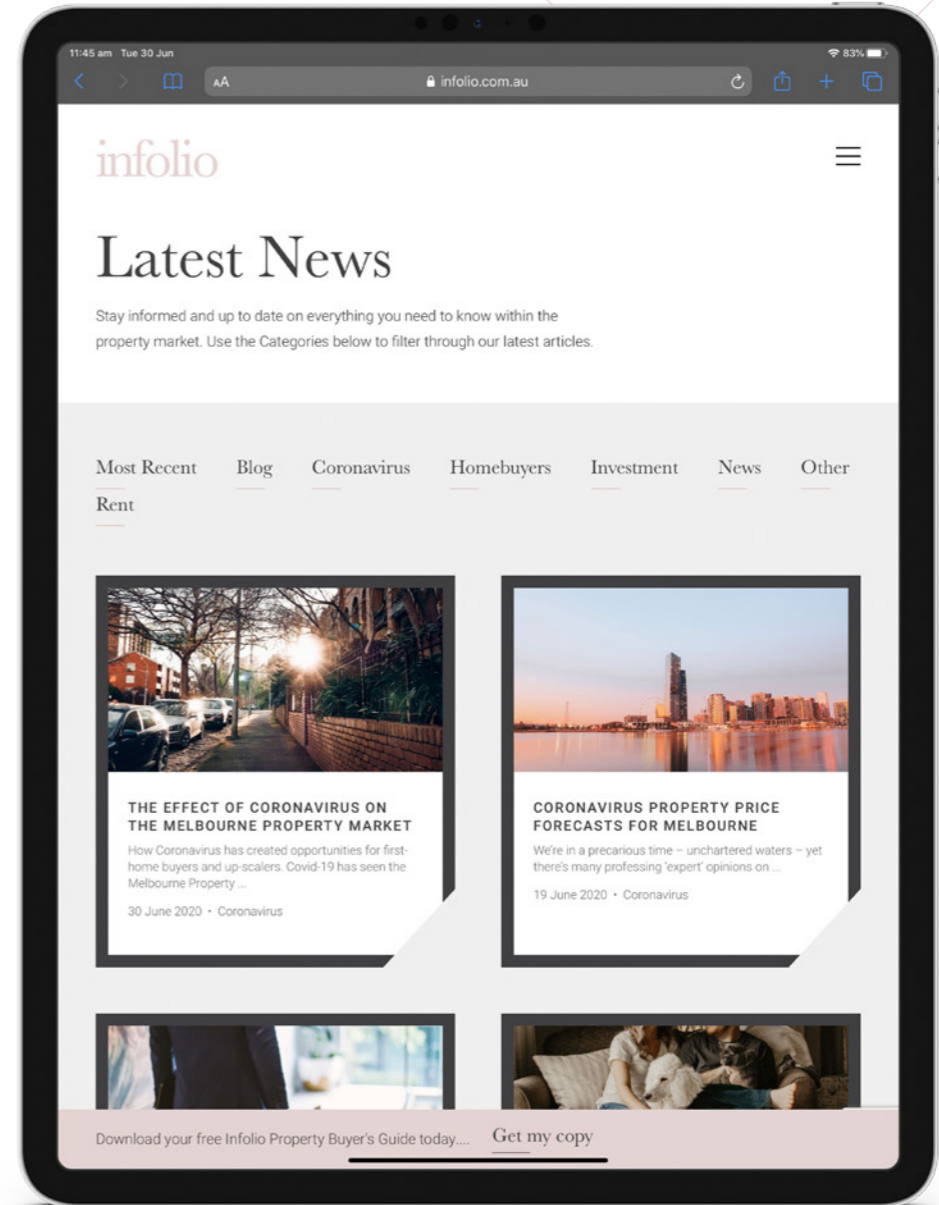 11:45 am Tue 30 Jun
83%
AA
infolio.com.au
infolio
Latest News
Stay informed and up to date on everything you need to know within the
property market. Use the Categories below to filter through our latest articles.
Most Recent Blog Coronavirus Homebuyers Investment News Other
Rent
THE EFFECT OF CORONAVIRUS ON
THE MELBOURNE PROPERTY MARKET
How Coronavirus has created opportunities for first-
home buyers and up-scalers. Covid-19 has seen the
Melbourne Property ...
30 June 2020 • Coronavirus
CORONAVIRUS PROPERTY PRICE
FORECASTS FOR MELBOURNE
We're in a precarious time – unchartered waters – yet
there's many professing 'expert' opinions on ...
19 June 2020 • Coronavirus
Download your free Infolio Property Buyer's Guide today.... Get my copy